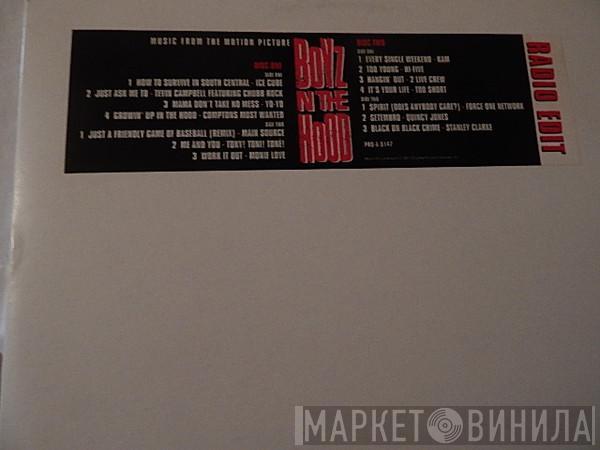 MUSIC FROM THE MOTION PICTURE
BOYZ
N THE
HOOD
DISC ONE
SIDE ONE
1 HOW TO SURVIVE IN SOUTH CENTRAL - ICE CUBE
2 JUST ASK ME TO - TEVIN CAMPBELL FEATURING CHUBB ROCK
3 MAMA DON'T TAKE NO MESS - YO-YO
4 GROWIN' UP IN THE HOOD - COMPTONS MOST WANTED
SIDE TWO
1 JUST A FRIENDLY GAME OF BASEBALL (REMIX) - MAIN SOURCE
2 ME AND YOU - TONY! TONI! TONÉ!
3 WORK IT OUT - MONIE LOVE
DISC TWO
SIDE ONE
1 EVERY SINGLE WEEKEND - KAM
2 TOO YOUNG - HI-FIVE
3 HANGIN' OUT - 2 LIVE CREW
4 IT'S YOUR LIFE - TOO SHORT
SIDE TWO
1 SPIRIT (DOES ANYBODY CARE?) - FORCE ONE NETWORK
2 SETEMBRO - QUINCY JONES
3 BLACK ON BLACK CRIME - STANLEY CLARKE
PRO A 5147
RADIO EDIT
МАРКЕТ ВИНИЛА